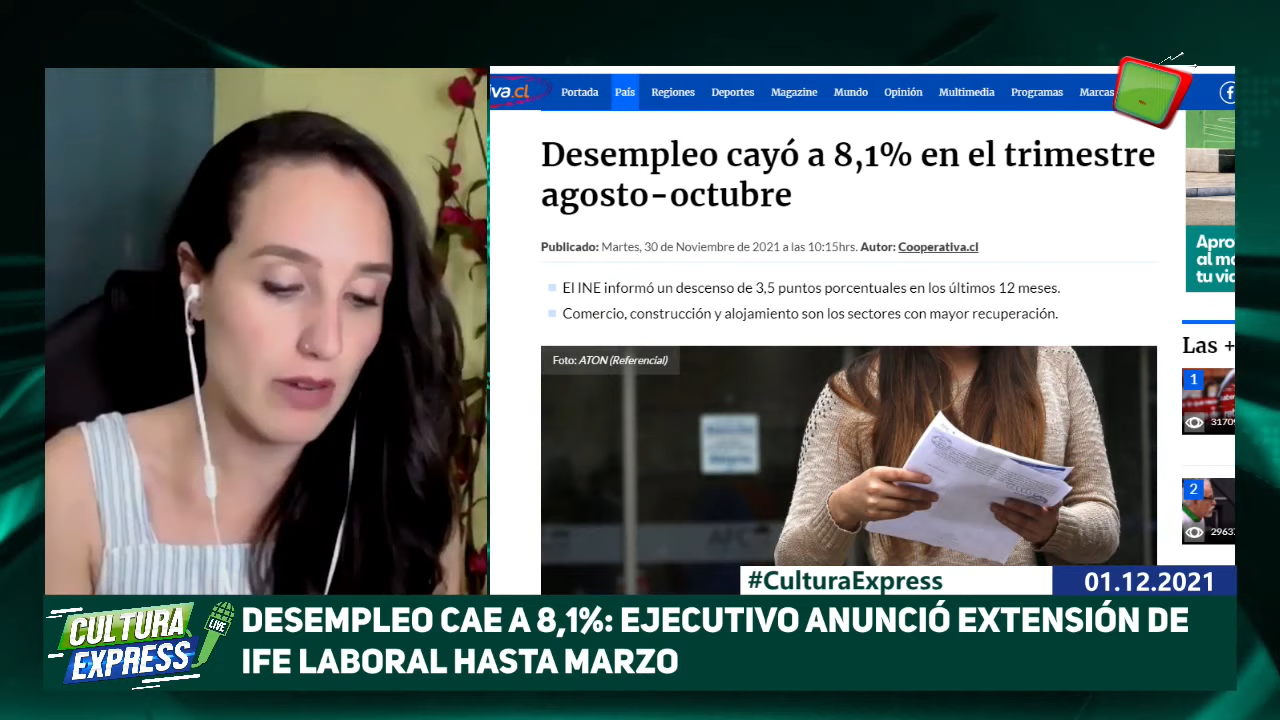 va.cl
Portada País Regiones Deportes Magazine Mundo Opinión Multimedia Programas Marcas
Desempleo cayó a 8,1% en el trimestre
agosto-octubre
Publicado: Martes, 30 de Noviembre de 2021 a las 10:15hrs. Autor: Cooperativa.cl
El INE informó un descenso de 3,5 puntos porcentuales en los últimos 12 meses.
Comercio, construcción y alojamiento son los sectores con mayor recuperación.
Foto: ATON (Referencial)
AFC
Apro
al m
tu vi
Las +
1
3170
2
2963
#CulturaExpress
01.12.2021
CULTURA
EXPRESS
LIVE
DESEMPLEO CAE A 8,1%: EJECUTIVO ANUNCIÓ EXTENSIÓN DE
IFE LABORAL HASTA MARZO